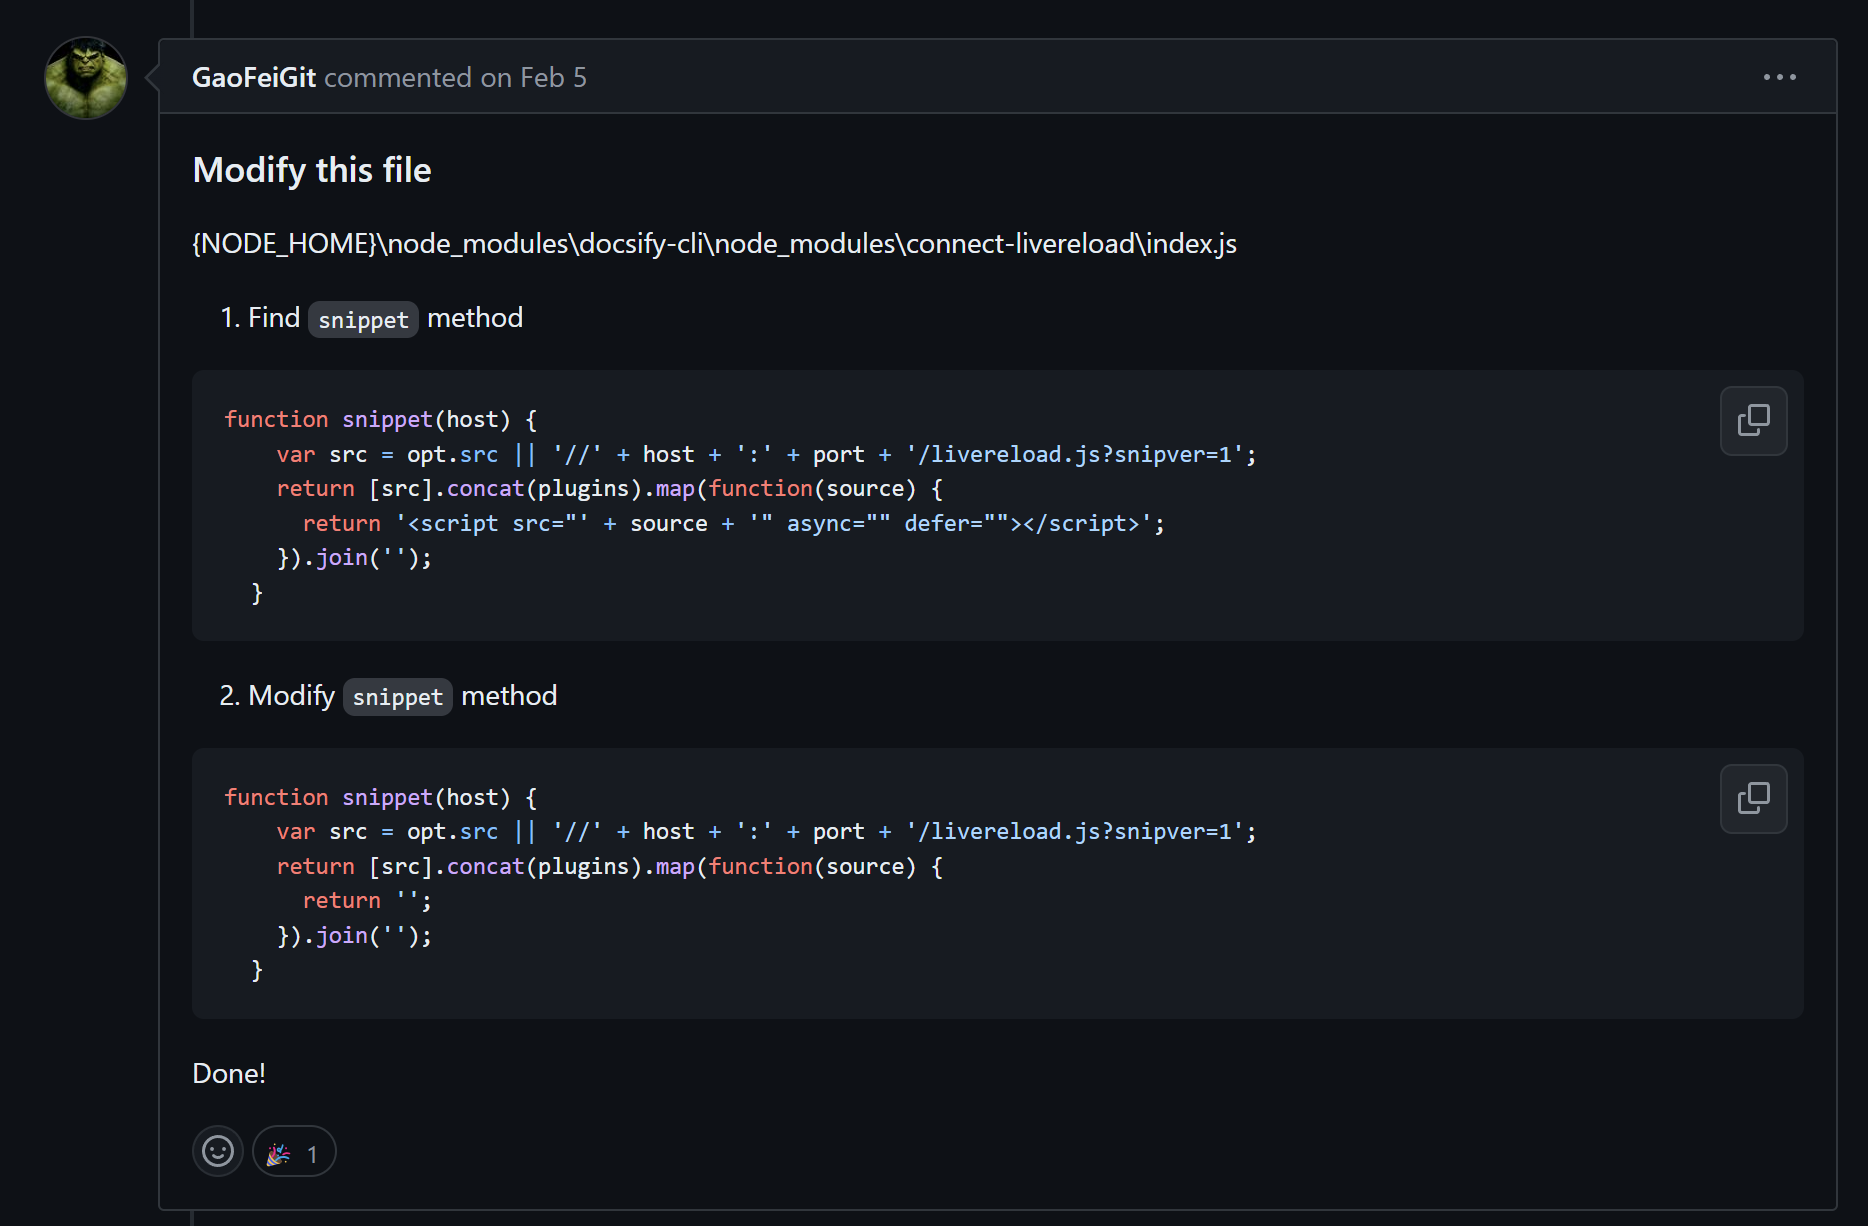 GaoFeiGit commented on Feb 5
Modify this file
{NODE_HOME}\node_modules\docsify-cli\node_modules\connect-livereload\index.js
1. Find snippet method
function snippet(host) {
    var src = opt.src || '//' + host + ':' + port + '/livereload.js?snipver=1';
    return [src].concat(plugins).map(function(source) {
      return '<script src="' + source + '" async="" defer=""></script>';
    }).join('');
  }
2. Modify snippet method
function snippet(host) {
    var src = opt.src || '//' + host + ':' + port + '/livereload.js?snipver=1';
    return [src].concat(plugins).map(function(source) {
      return '';
    }).join('');
  }
Done!
🎉 1